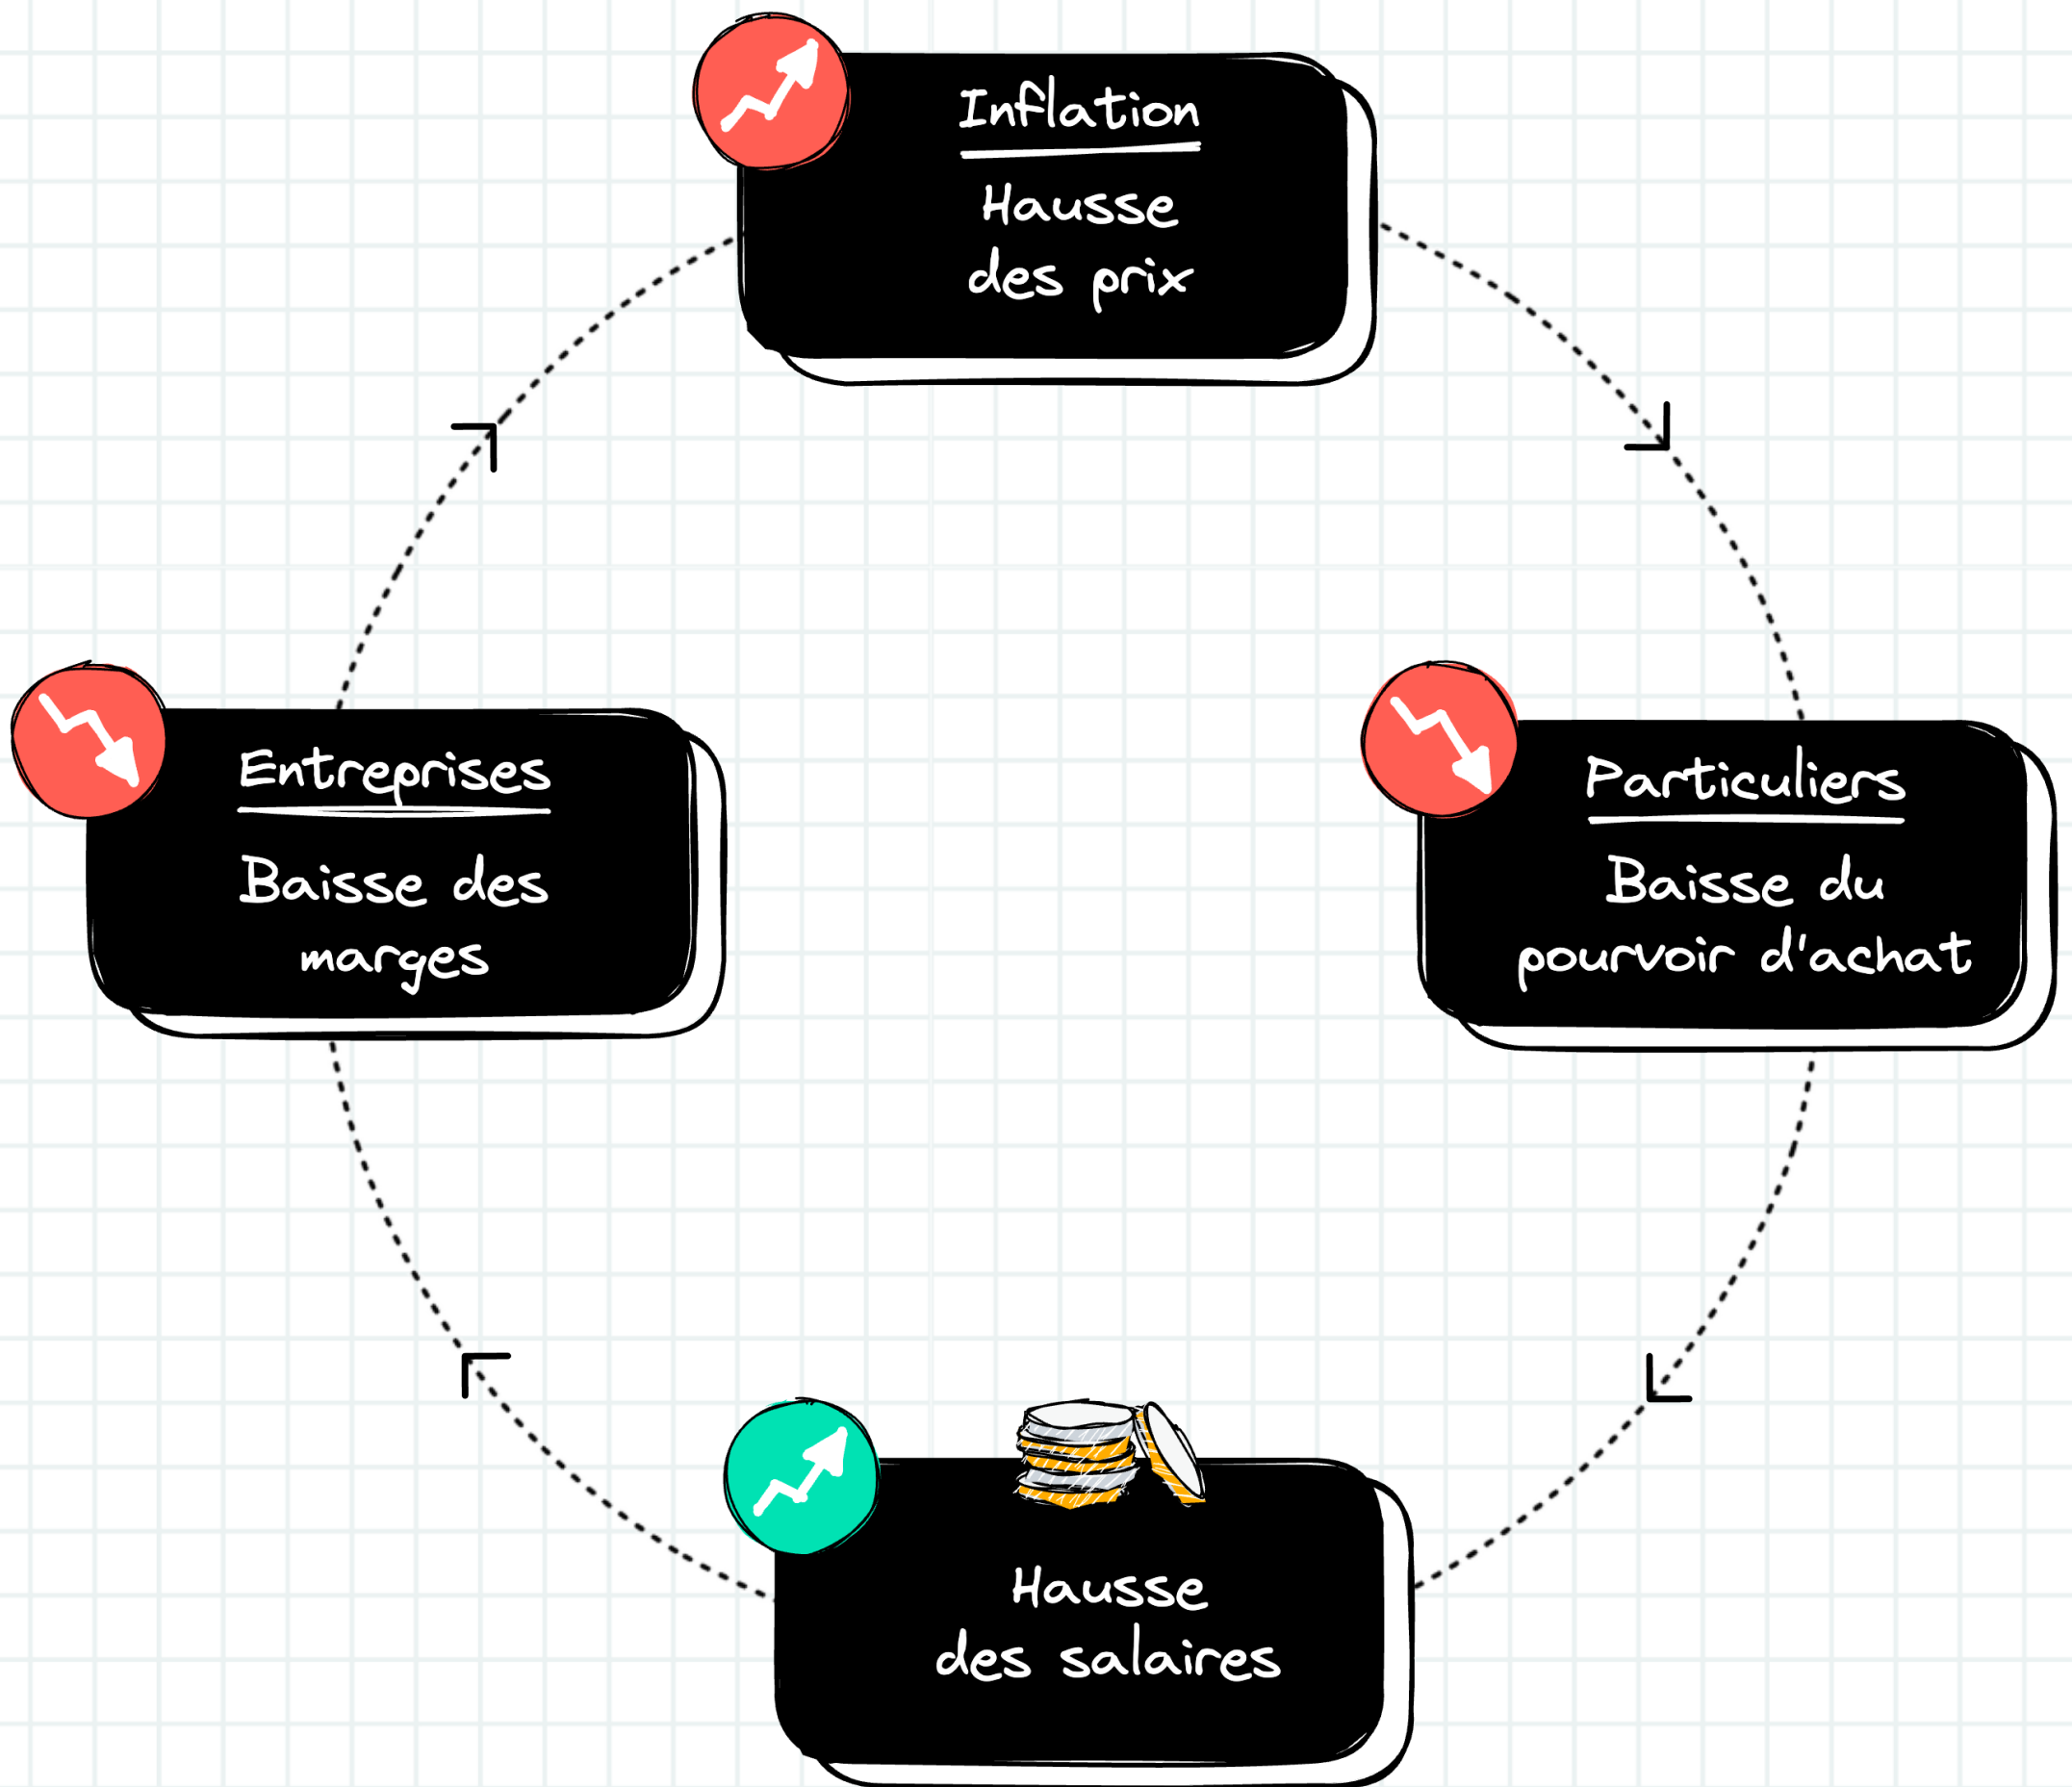 Inflation
Hausse
des prix
Entreprises
Baisse des
marges
Particuliers
Baisse du
pourvoir d'achat
Hausse
des salaires